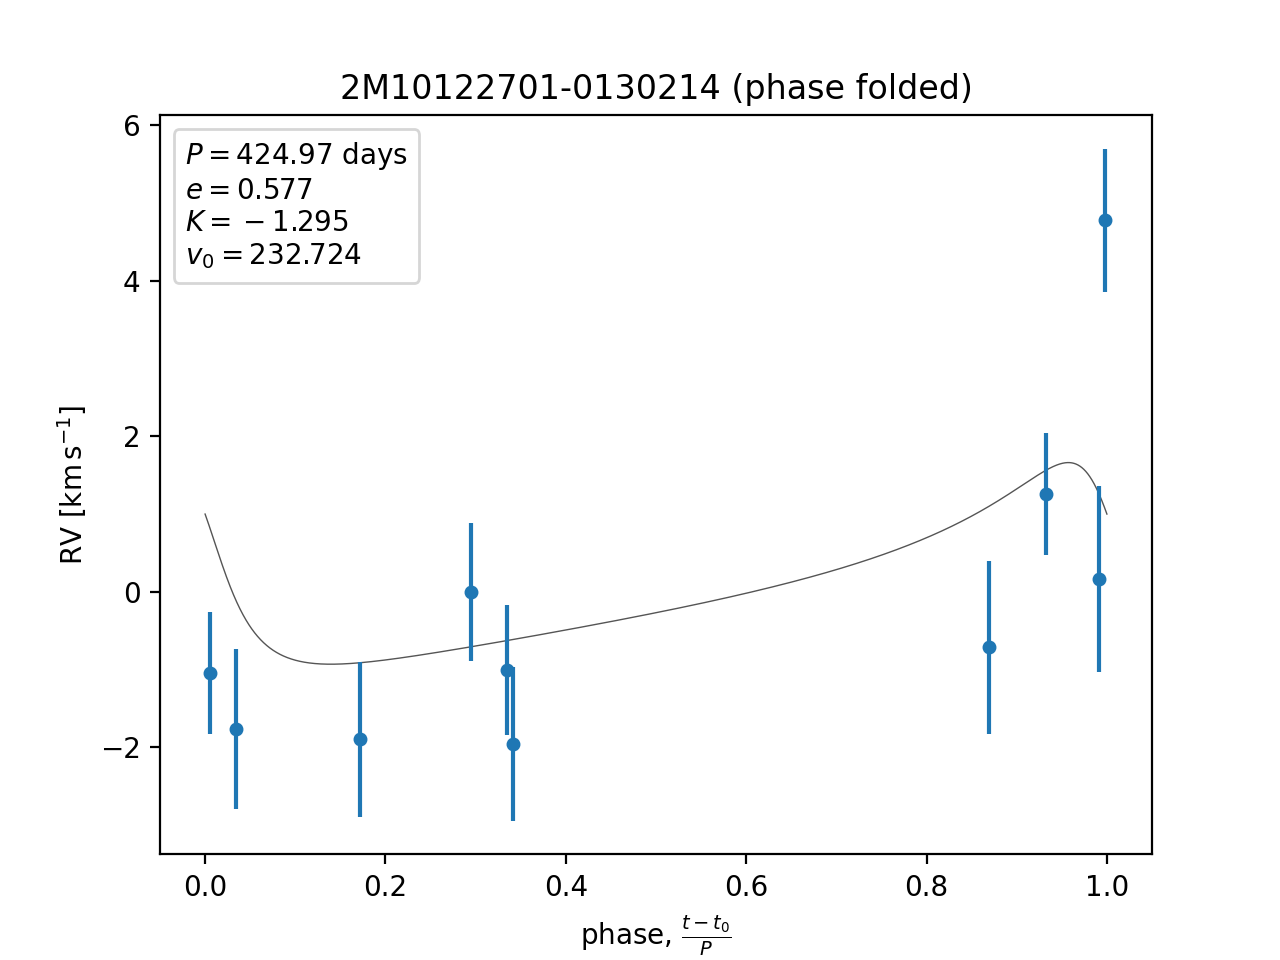 2M10122701-0130214 (phase folded)
P = 424.97 days
e = 0.577
K = −1.295
v₀ = 232.724
6
4
2
0
−2
RV [km s⁻¹]
0.0 0.2 0.4 0.6 0.8 1.0
phase, (t − t₀)/P